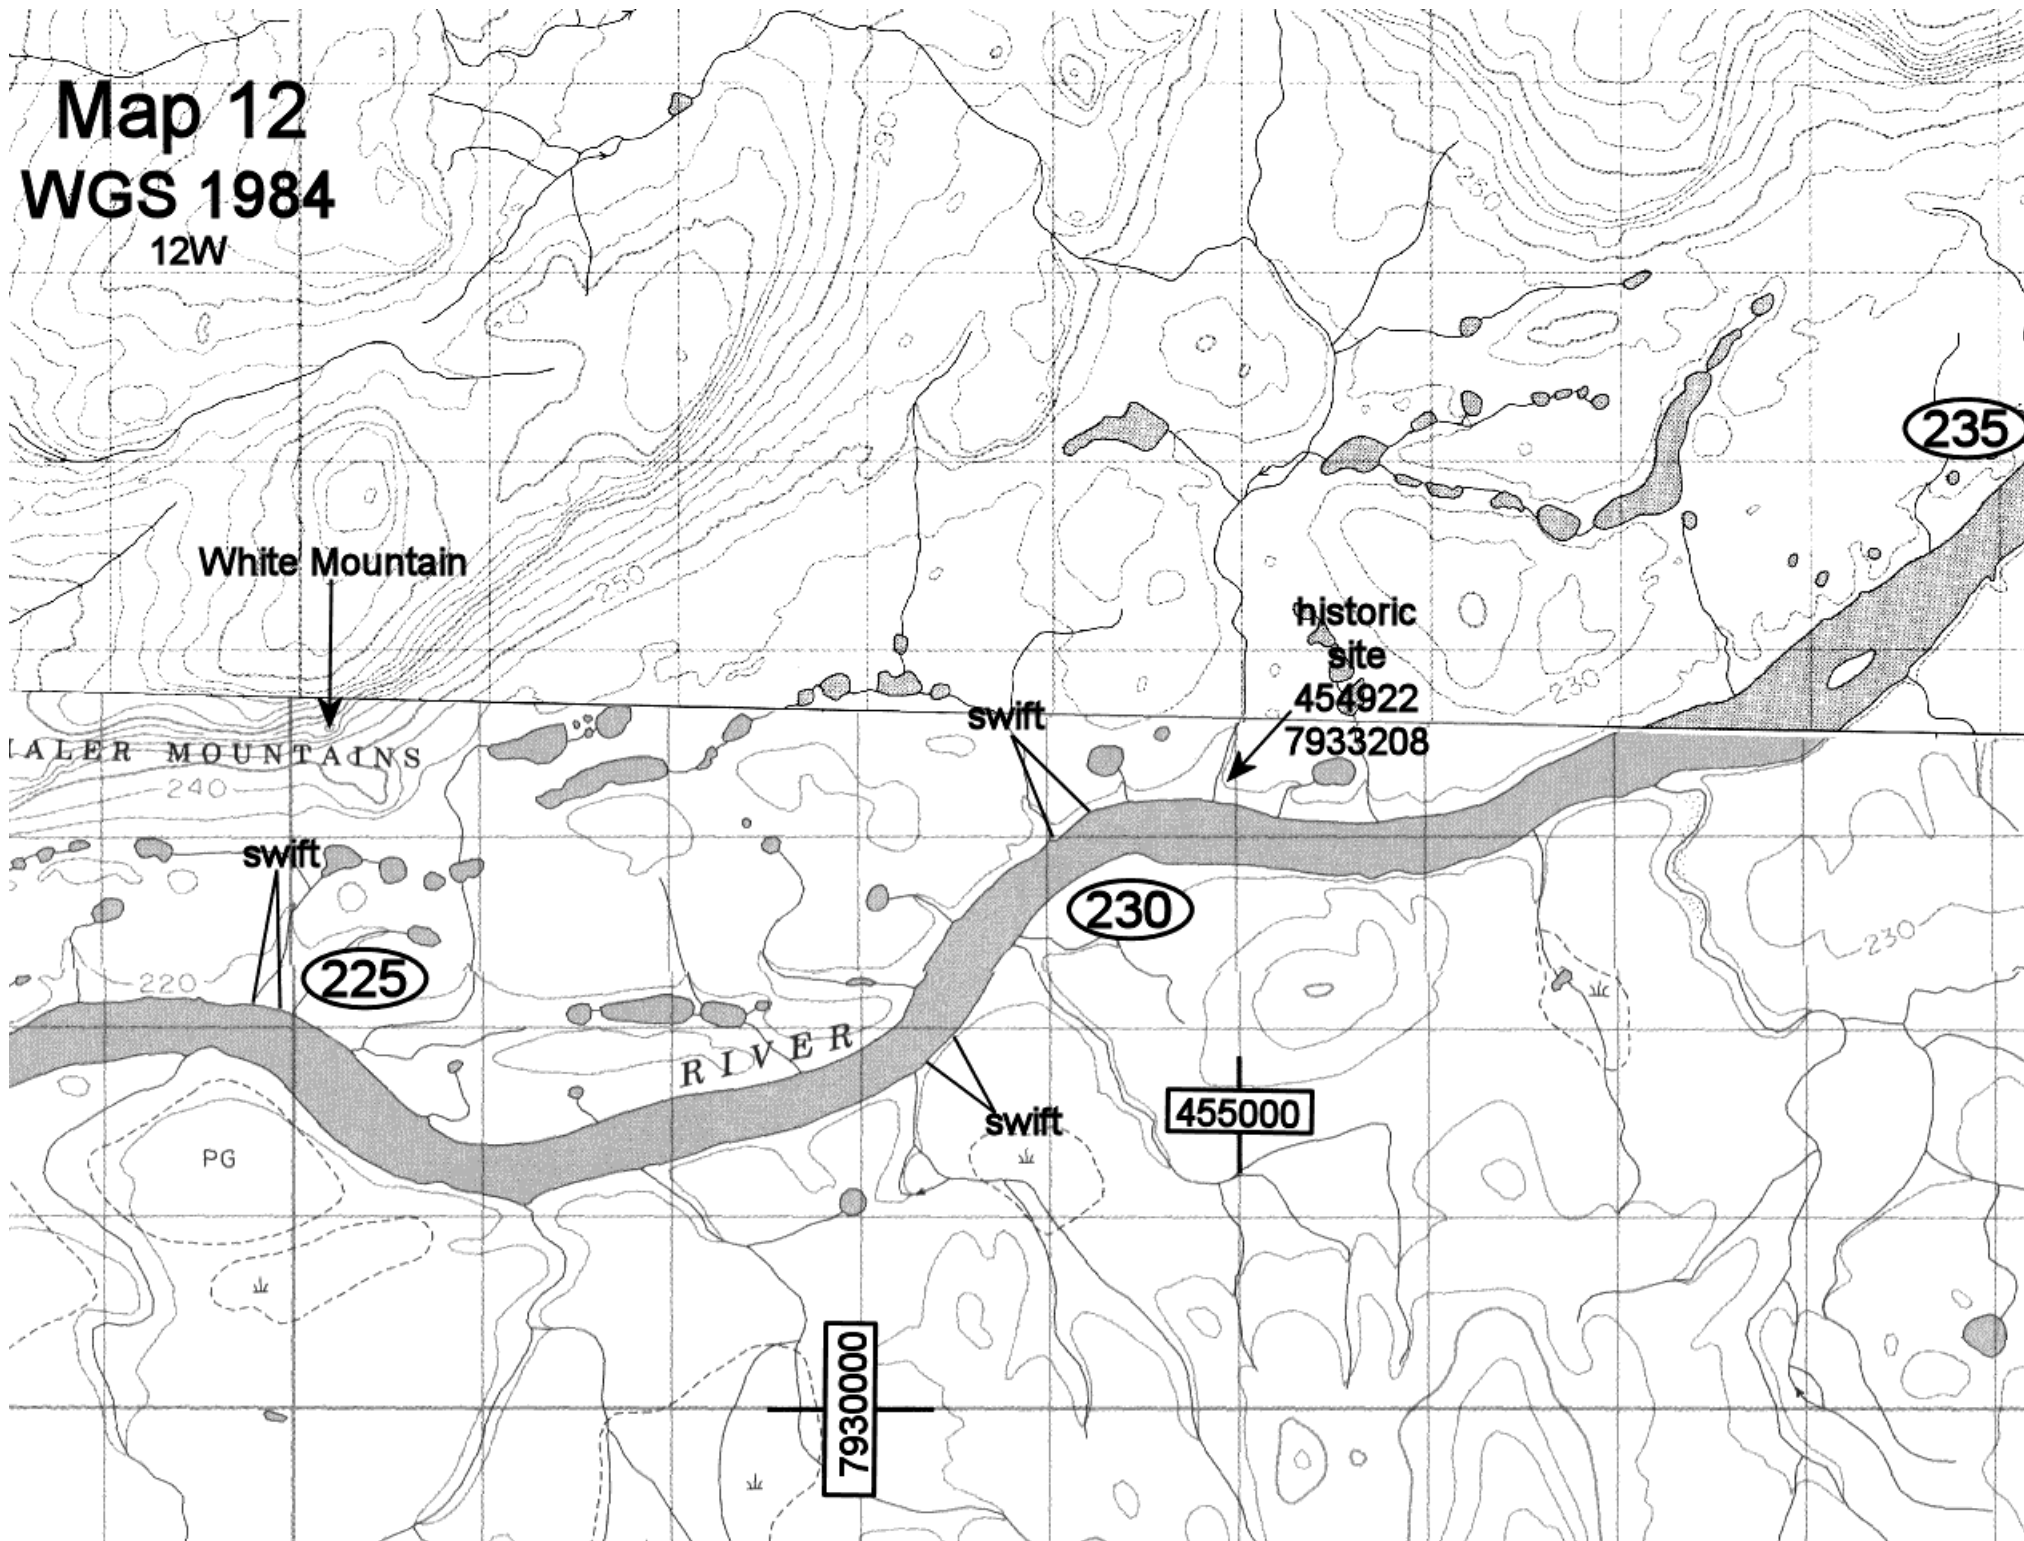 Map 12
WGS 1984
12W
250
250
235
White Mountain
250
historic
site
454922
7933208
230
swift
IALER MOUNTAINS
240
swift
230
230
225
220
RIVER
swift
455000
PG
7930000